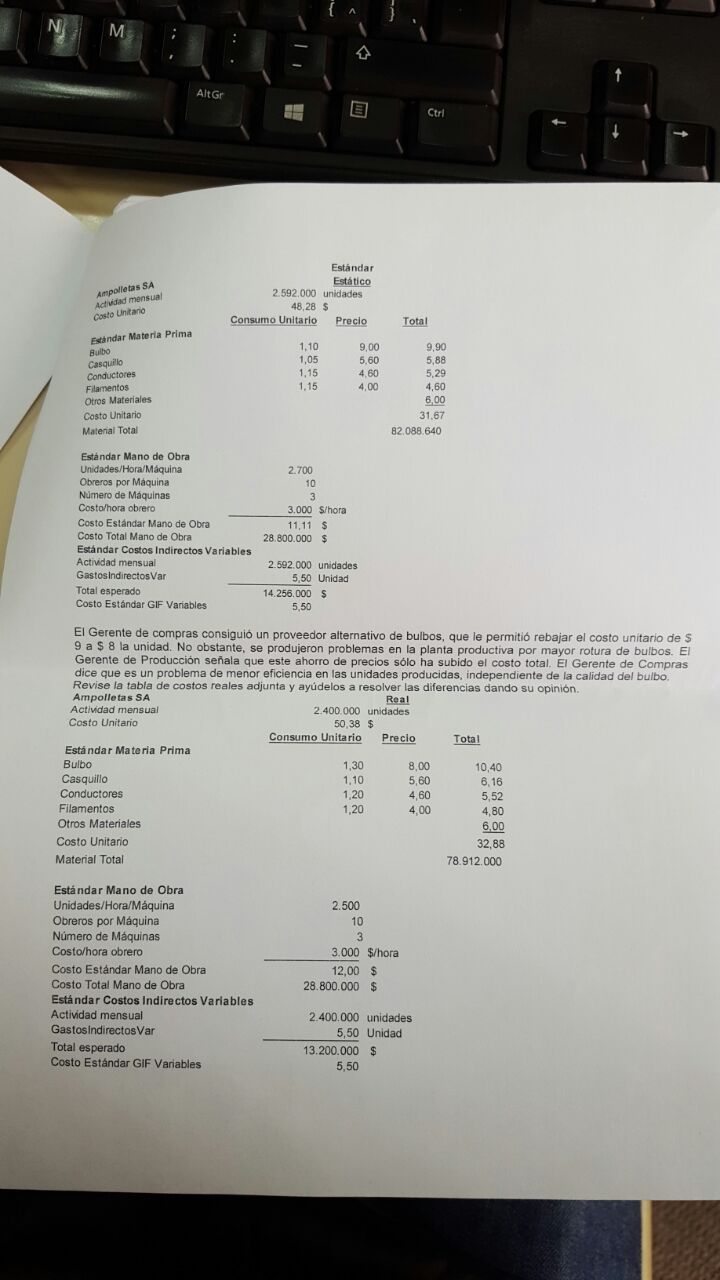 N M ; , : . _ - { ^ } `
Alt Gr Ctrl
Estándar
Ampolletas SA Estático
Actividad mensual 2.592.000 unidades
Costo Unitario 48,28 $
Consumo Unitario Precio Total
Estándar Materia Prima
Bulbo 1,10 9,00 9,90
Casquillo 1,05 5,60 5,88
Conductores 1,15 4,60 5,29
Filamentos 1,15 4,00 4,60
Otros Materiales 6,00
Costo Unitario 31,67
Material Total 82.088.640
Estándar Mano de Obra
Unidades/Hora/Máquina 2.700
Obreros por Máquina 10
Número de Máquinas 3
Costo/hora obrero 3.000 $/hora
Costo Estándar Mano de Obra 11,11 $
Costo Total Mano de Obra 28.800.000 $
Estándar Costos Indirectos Variables
Actividad mensual 2.592.000 unidades
GastosIndirectosVar 5,50 Unidad
Total esperado 14.256.000 $
Costo Estándar GIF Variables 5,50
El Gerente de compras consiguió un proveedor alternativo de bulbos, que le permitió rebajar el costo unitario de $
9 a $ 8 la unidad. No obstante, se produjeron problemas en la planta productiva por mayor rotura de bulbos. El
Gerente de Producción señala que este ahorro de precios sólo ha subido el costo total. El Gerente de Compras
dice que es un problema de menor eficiencia en las unidades producidas, independiente de la calidad del bulbo.
Revise la tabla de costos reales adjunta y ayúdelos a resolver las diferencias dando su opinión.
Ampolletas SA Real
Actividad mensual 2.400.000 unidades
Costo Unitario 50,38 $
Consumo Unitario Precio Total
Estándar Materia Prima
Bulbo 1,30 8,00 10,40
Casquillo 1,10 5,60 6,16
Conductores 1,20 4,60 5,52
Filamentos 1,20 4,00 4,80
Otros Materiales 6,00
Costo Unitario 32,88
Material Total 78.912.000
Estándar Mano de Obra
Unidades/Hora/Máquina 2.500
Obreros por Máquina 10
Número de Máquinas 3
Costo/hora obrero 3.000 $/hora
Costo Estándar Mano de Obra 12,00 $
Costo Total Mano de Obra 28.800.000 $
Estándar Costos Indirectos Variables
Actividad mensual 2.400.000 unidades
GastosIndirectosVar 5,50 Unidad
Total esperado 13.200.000 $
Costo Estándar GIF Variables 5,50